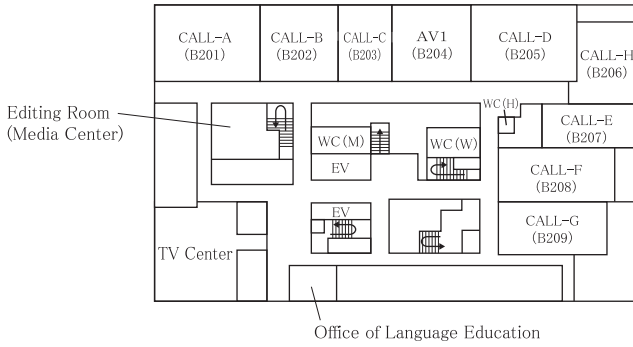 CALL-A
(B201)
CALL-B
(B202)
CALL-C
(B203)
AV1
(B204)
CALL-D
(B205)
CALL-H
(B206)
Editing Room
(Media Center)
WC(M)
EV
WC(W)
WC(H)
CALL-E
(B207)
CALL-F
(B208)
EV
CALL-G
(B209)
TV Center
Office of Language Education